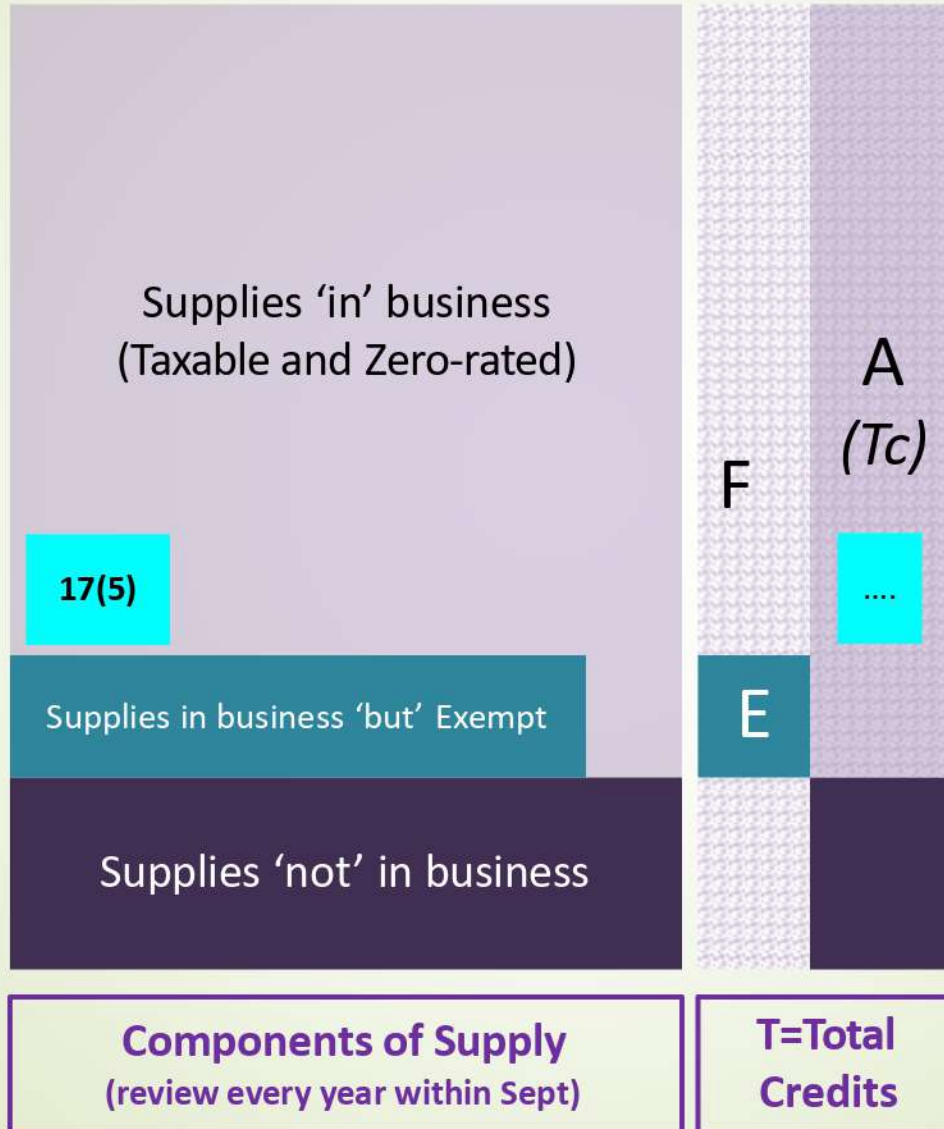 Supplies ‘in’ business
(Taxable and Zero-rated)
17(5)
Supplies in business ‘but’ Exempt
Supplies ‘not’ in business
F
A
(Tc)
....
E
Components of Supply
(review every year within Sept)
T=Total
Credits